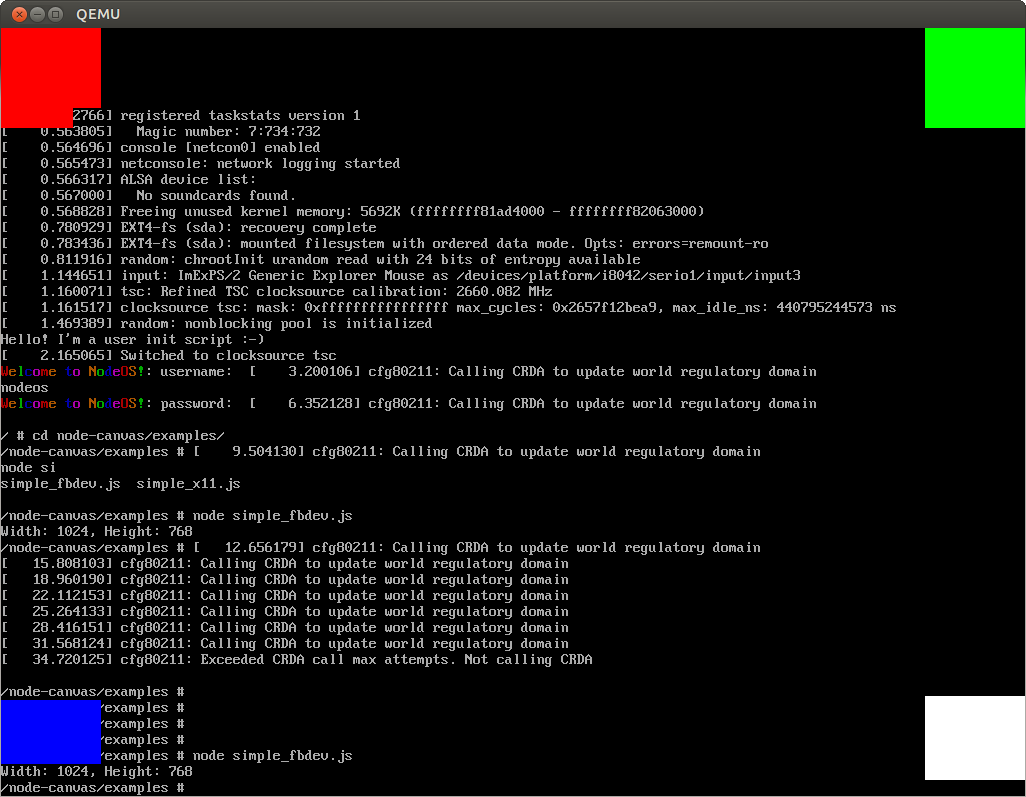 QEMU
2766] registered taskstats version 1
[    0.563805]   Magic number: 7:734:732
[    0.564696] console [netcon0] enabled
[    0.565473] netconsole: network logging started
[    0.566317] ALSA device list:
[    0.567000]   No soundcards found.
[    0.568828] Freeing unused kernel memory: 5692K (ffffffff81ad4000 - ffffffff82063000)
[    0.780929] EXT4-fs (sda): recovery complete
[    0.783436] EXT4-fs (sda): mounted filesystem with ordered data mode. Opts: errors=remount-ro
[    0.811916] random: chrootInit urandom read with 24 bits of entropy available
[    1.144651] input: ImExPS/2 Generic Explorer Mouse as /devices/platform/i8042/serio1/input/input3
[    1.160071] tsc: Refined TSC clocksource calibration: 2660.082 MHz
[    1.161517] clocksource tsc: mask: 0xffffffffffffffff max_cycles: 0x2657f12bea9, max_idle_ns: 440795244573 ns
[    1.469389] random: nonblocking pool is initialized
Hello! I'm a user init script :-)
[    2.165065] Switched to clocksource tsc
Welcome to NodeOS!: username:  [    3.200106] cfg80211: Calling CRDA to update world regulatory domain
nodeos
Welcome to NodeOS!: password:  [    6.352128] cfg80211: Calling CRDA to update world regulatory domain
/ # cd node-canvas/examples/
/node-canvas/examples # [    9.504130] cfg80211: Calling CRDA to update world regulatory domain
node si
simple_fbdev.js  simple_x11.js
/node-canvas/examples # node simple_fbdev.js
Width: 1024, Height: 768
/node-canvas/examples # [   12.656179] cfg80211: Calling CRDA to update world regulatory domain
[   15.808103] cfg80211: Calling CRDA to update world regulatory domain
[   18.960190] cfg80211: Calling CRDA to update world regulatory domain
[   22.112153] cfg80211: Calling CRDA to update world regulatory domain
[   25.264133] cfg80211: Calling CRDA to update world regulatory domain
[   28.416151] cfg80211: Calling CRDA to update world regulatory domain
[   31.568124] cfg80211: Calling CRDA to update world regulatory domain
[   34.720125] cfg80211: Exceeded CRDA call max attempts. Not calling CRDA
/node-canvas/examples #
/examples #
/examples #
/examples #
/examples # node simple_fbdev.js
Width: 1024, Height: 768
/node-canvas/examples #